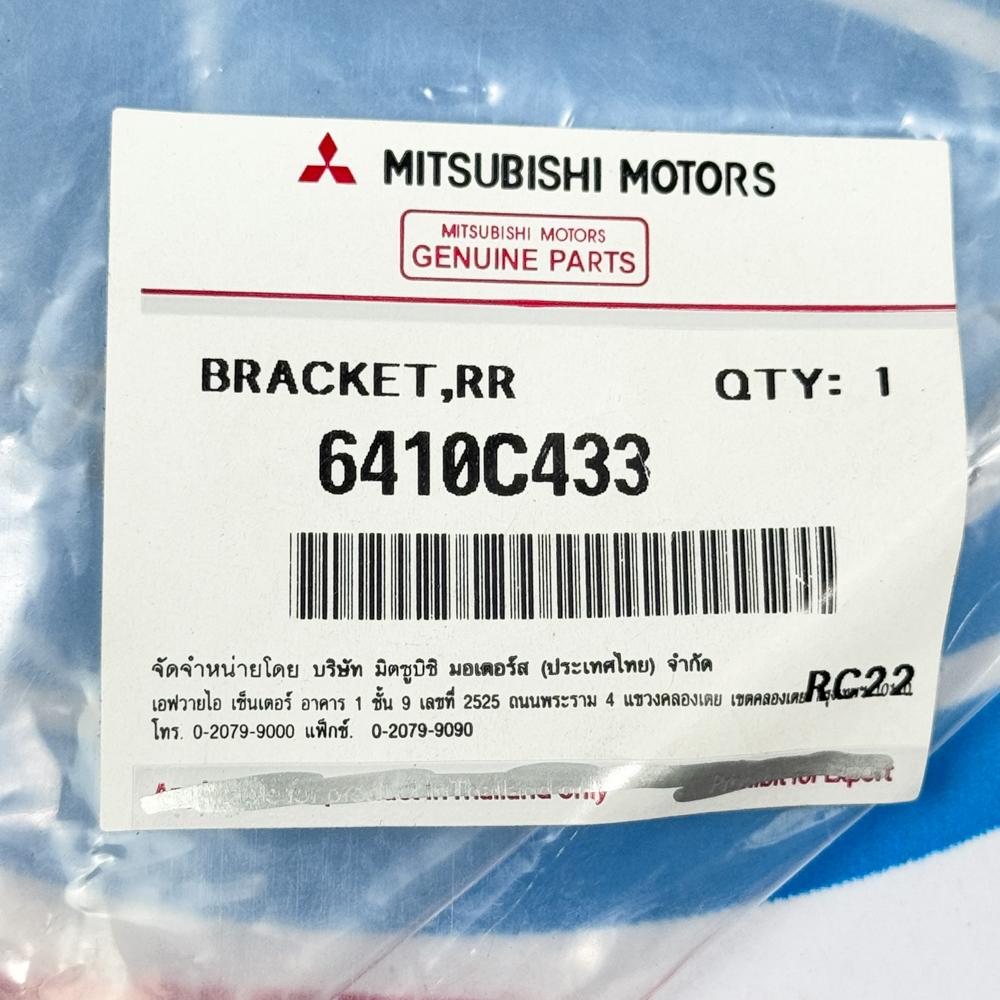 MITSUBISHI MOTORS
MITSUBISHI MOTORS
GENUINE PARTS
BRACKET,RR QTY: 1
6410C433
จัดจำหน่ายโดย บริษัท มิตซูบิชิ มอเตอร์ส (ประเทศไทย) จำกัด
เอฟวายไอ เซ็นเตอร์ อาคาร 1 ชั้น 9 เลขที่ 2525 ถนนพระราม 4 แขวงคลองเตย เขตคลองเตย
RC22
โทร. 0-2079-9000 แฟ็กซ์. 0-2079-9090
in Thailand only Prohibit for Export